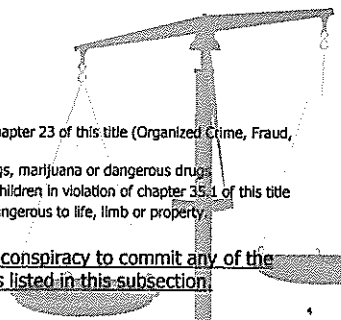 hapter 23 of this title (Organized Crime, Fraud,
gs, marijuana or dangerous drugs
hildren in violation of chapter 35.1 of this title
ngerous to life, limb or property.
conspiracy to commit any of the
s listed in this subsection.
4